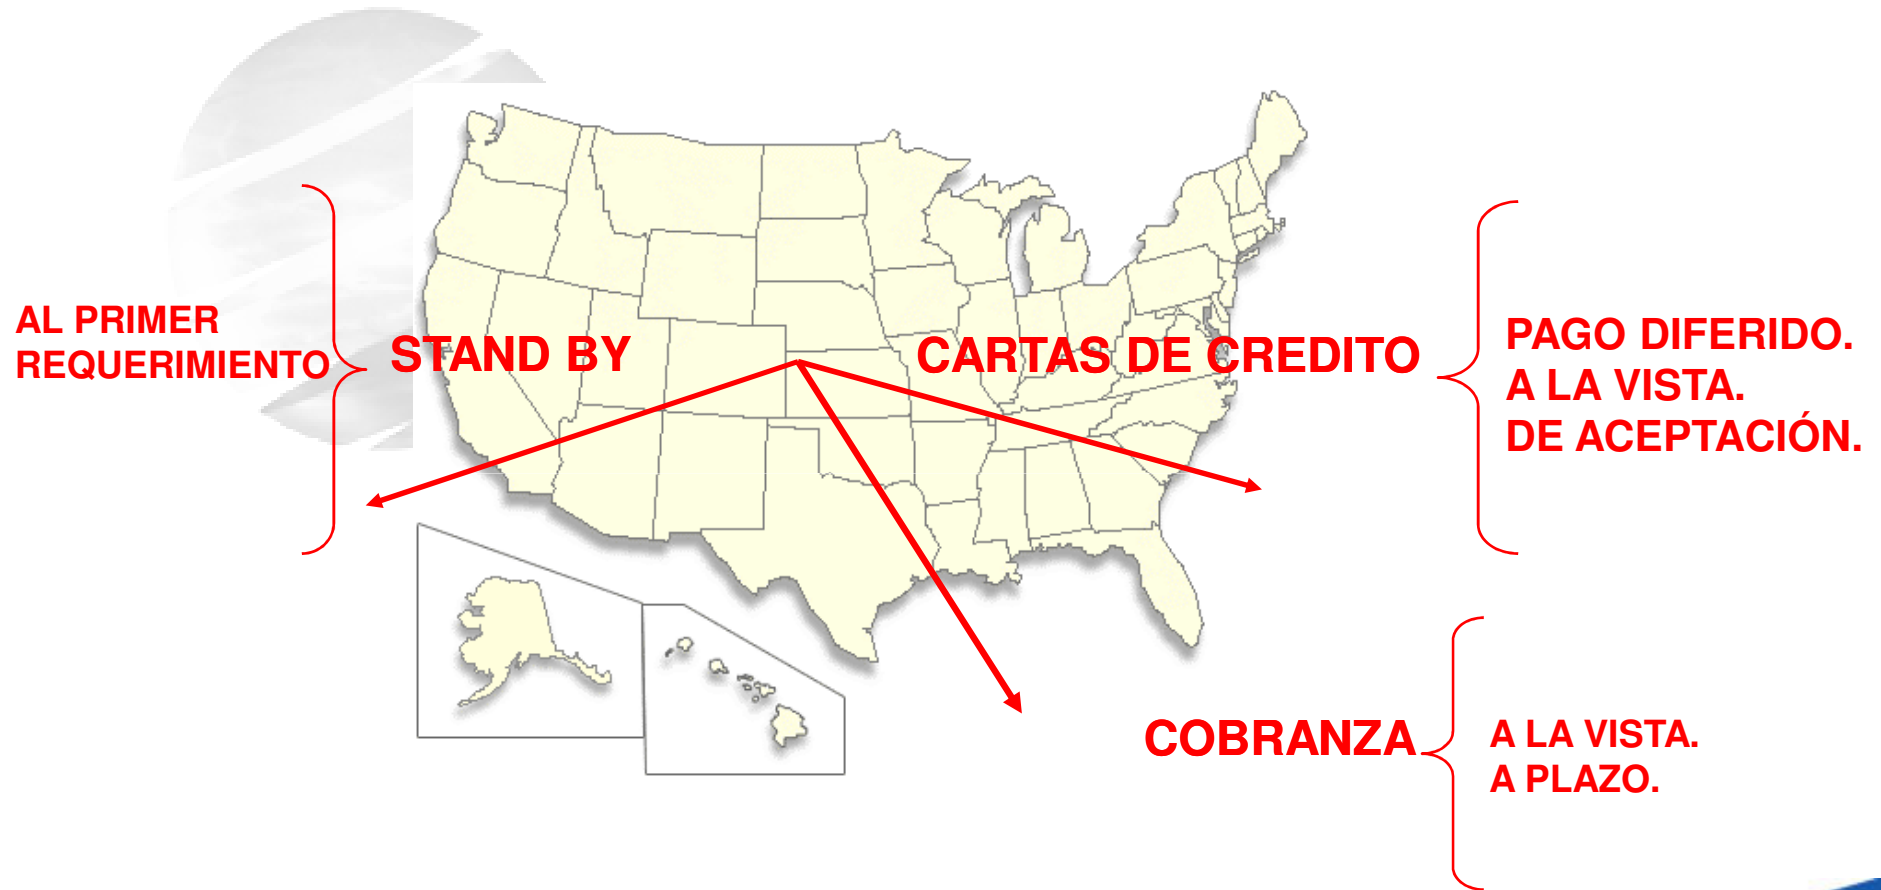 AL PRIMER
REQUERIMIENTO
STAND BY
CARTAS DE CREDITO
PAGO DIFERIDO.
A LA VISTA.
DE ACEPTACIÓN.
COBRANZA
A LA VISTA.
A PLAZO.